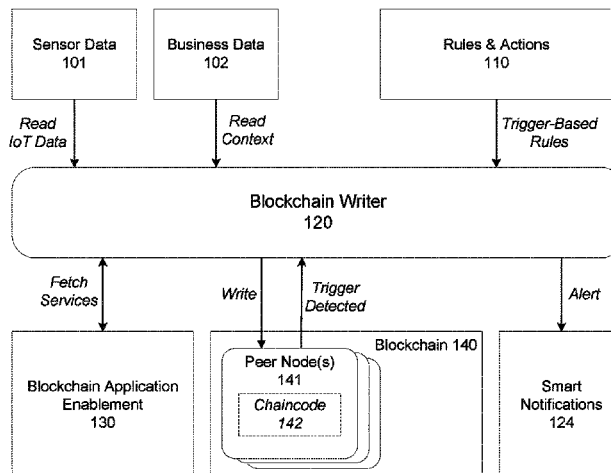 Sensor Data
101
Business Data
102
Rules & Actions
110
Read
IoT Data
Read
Context
Trigger-Based
Rules
Blockchain Writer
120
Fetch
Services
Write
Trigger
Detected
Alert
Blockchain Application
Enablement
130
Blockchain 140
Peer Node(s)
141
Chaincode
142
Smart
Notifications
124